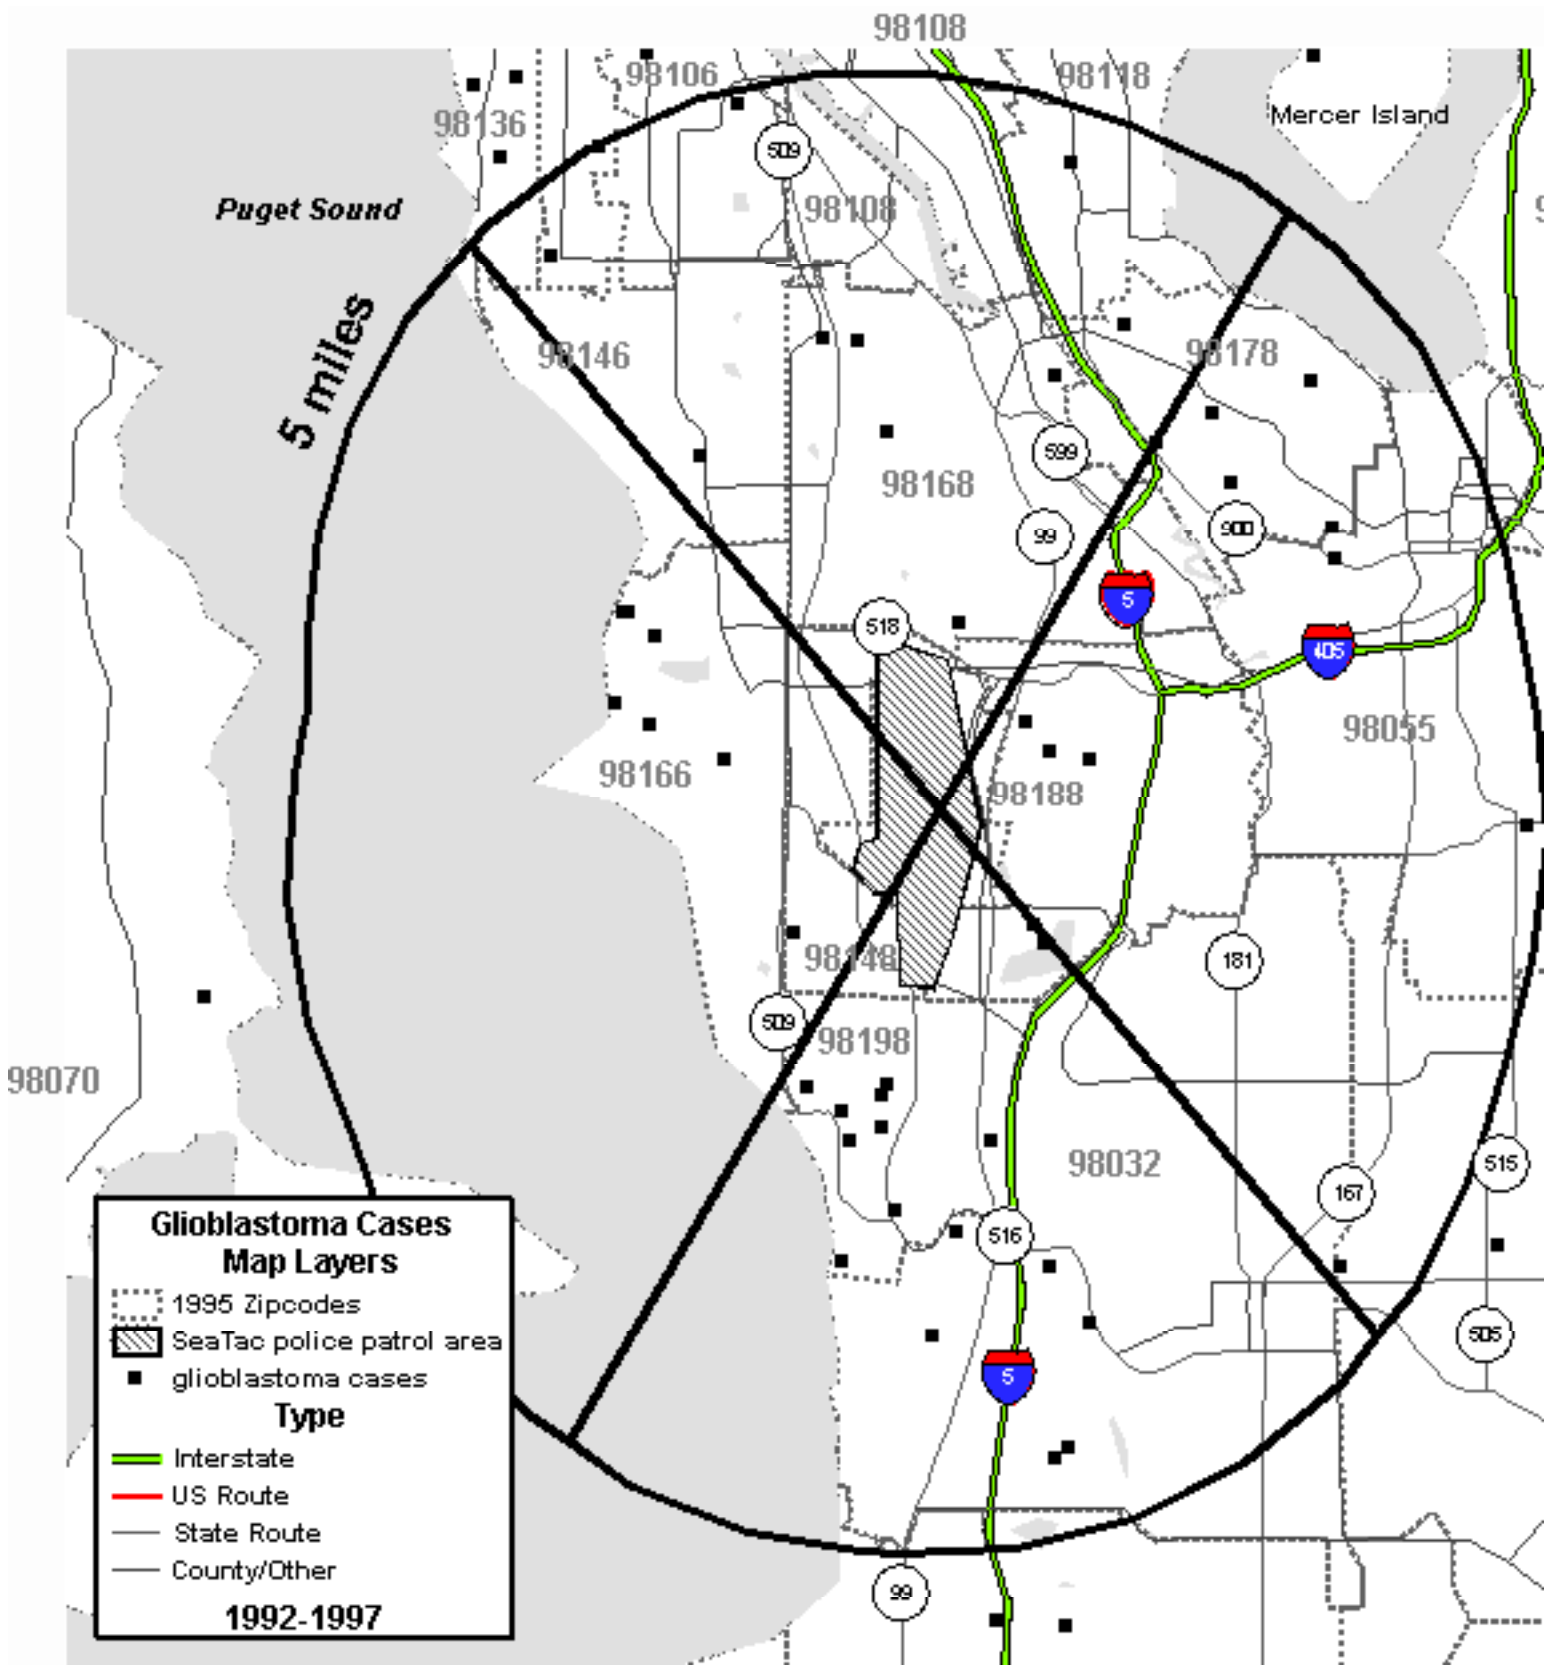 98108
98106
98118
Mercer Island
98136
509
Puget Sound
98108
5 miles
98146
98178
599
98168
900
99
5
518
405
98055
98166
98188
98148
181
509
98198
98070
98032
515
167
516
505
5
99
Glioblastoma Cases
Map Layers
1995 Zipcodes
SeaTac police patrol area
glioblastoma cases
Type
Interstate
US Route
State Route
County/Other
1992-1997